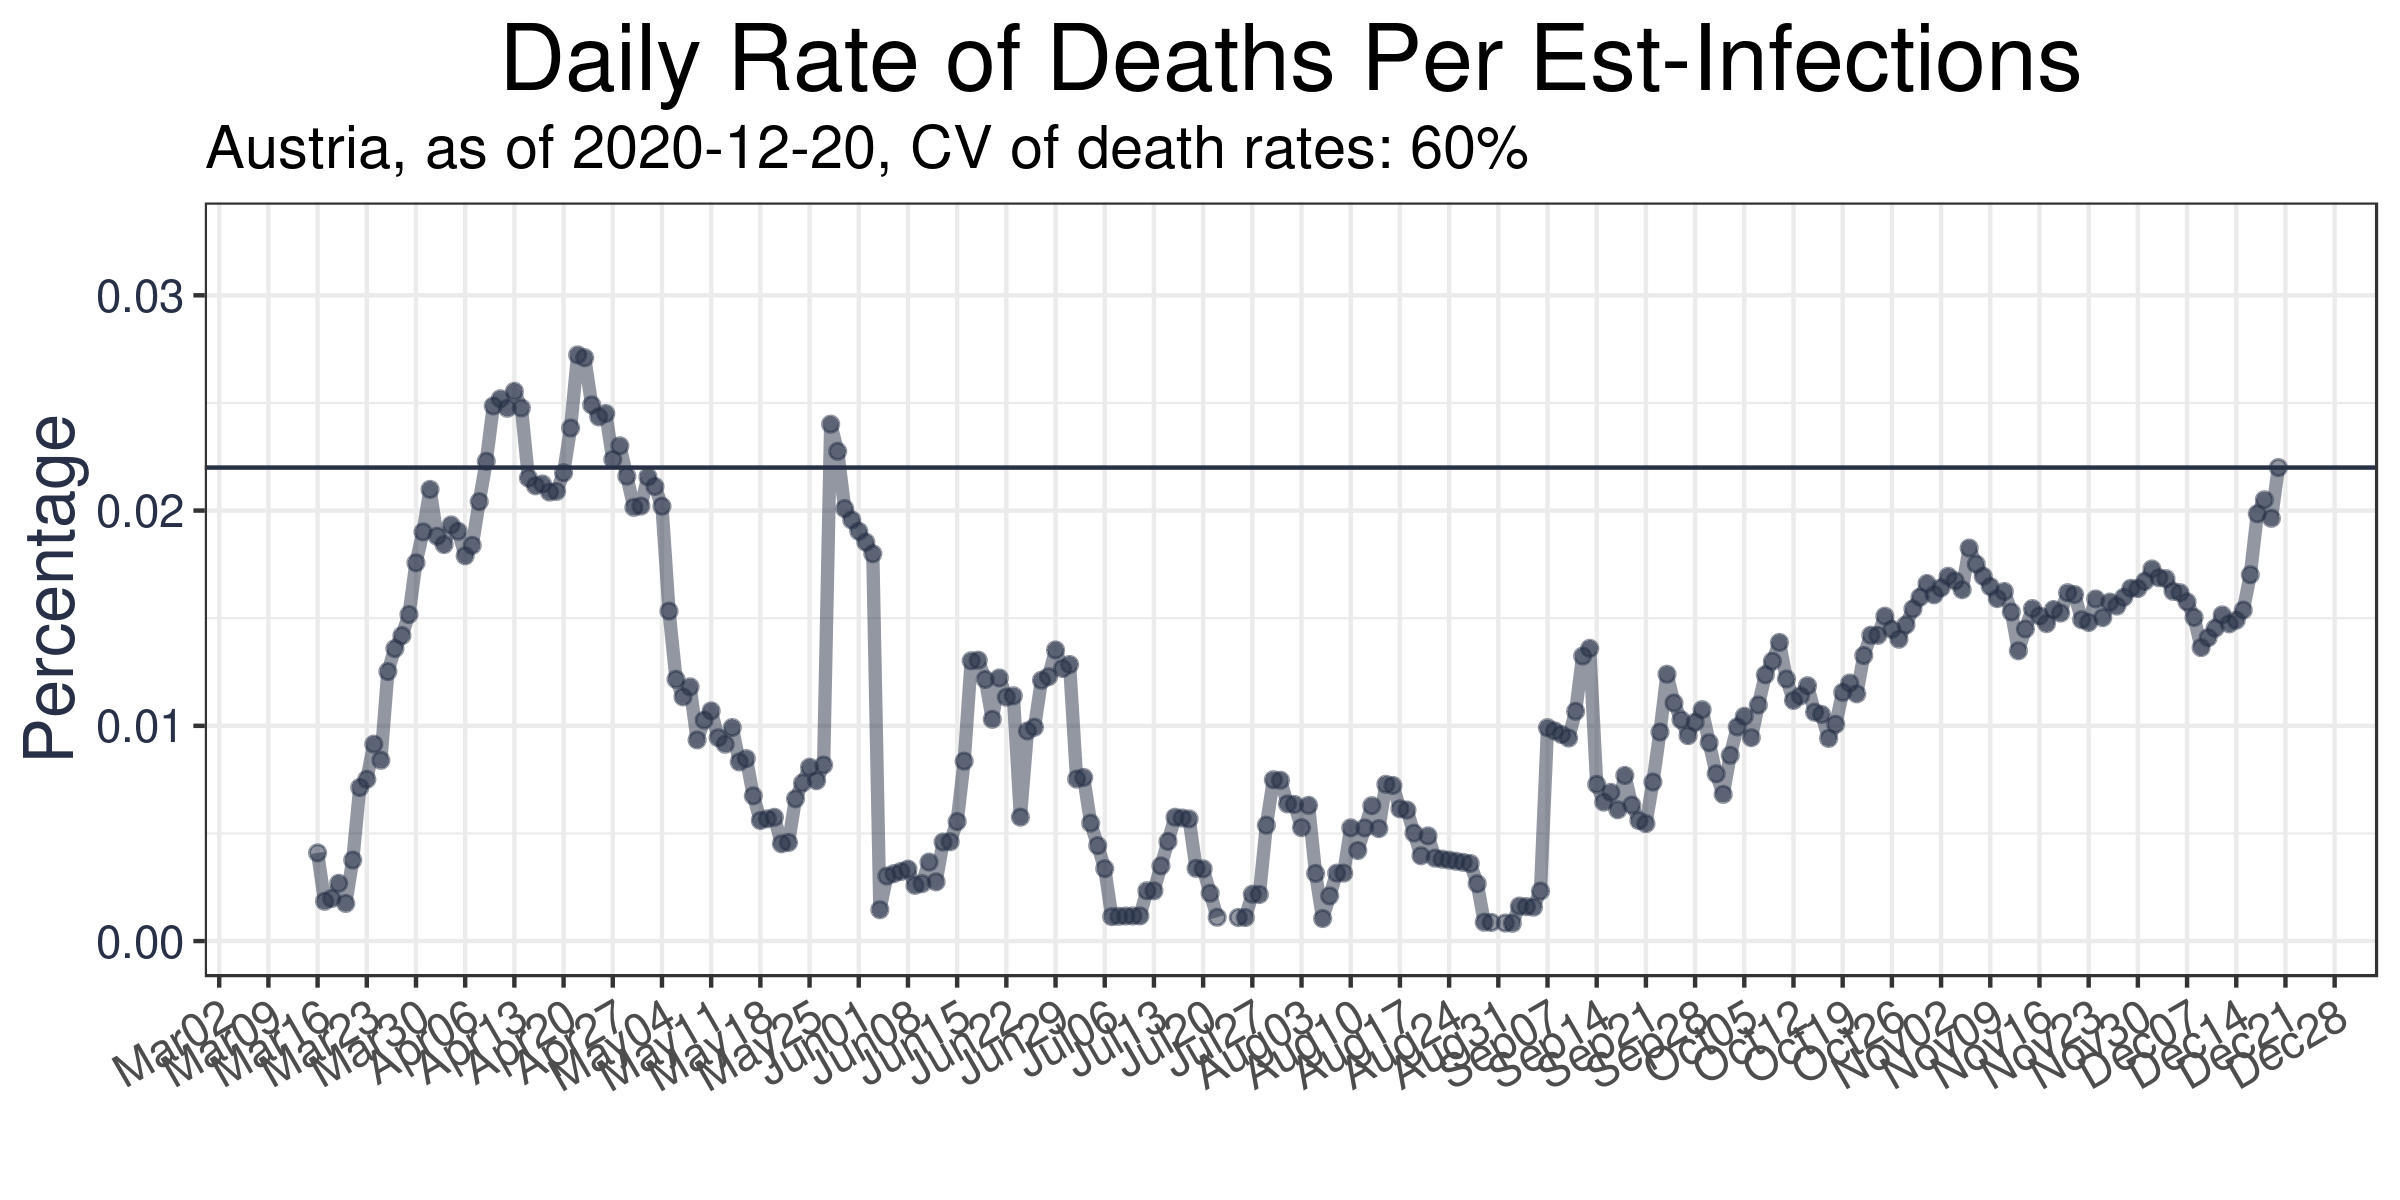 Daily Rate of Deaths Per Est-Infections
Austria, as of 2020-12-20, CV of death rates: 60%
Percentage
0.03
0.02
0.01
0.00
Mar02
Mar09
Mar16
Mar23
Mar30
Apr06
Apr13
Apr20
Apr27
May04
May11
May18
May25
Jun01
Jun08
Jun15
Jun22
Jun29
Jul06
Jul13
Jul20
Jul27
Aug03
Aug10
Aug17
Aug24
Aug31
Sep07
Sep14
Sep21
Sep28
Oct05
Oct12
Oct19
Oct26
Nov02
Nov09
Nov16
Nov23
Nov30
Dec07
Dec14
Dec21
Dec28